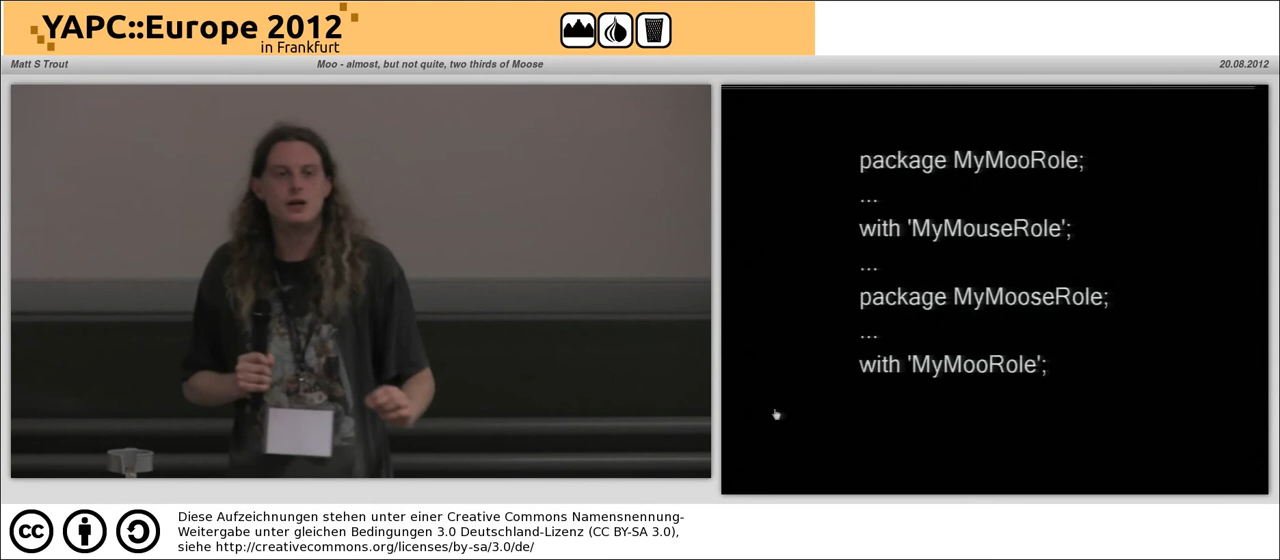 YAPC::Europe 2012
in Frankfurt
Matt S Trout
Moo - almost, but not quite, two thirds of Moose
20.08.2012
package MyMooRole;
...
with 'MyMouseRole';
...
package MyMooseRole;
...
with 'MyMooRole';
cc
Diese Aufzeichnungen stehen unter einer Creative Commons Namensnennung-
Weitergabe unter gleichen Bedingungen 3.0 Deutschland-Lizenz (CC BY-SA 3.0),
siehe http://creativecommons.org/licenses/by-sa/3.0/de/